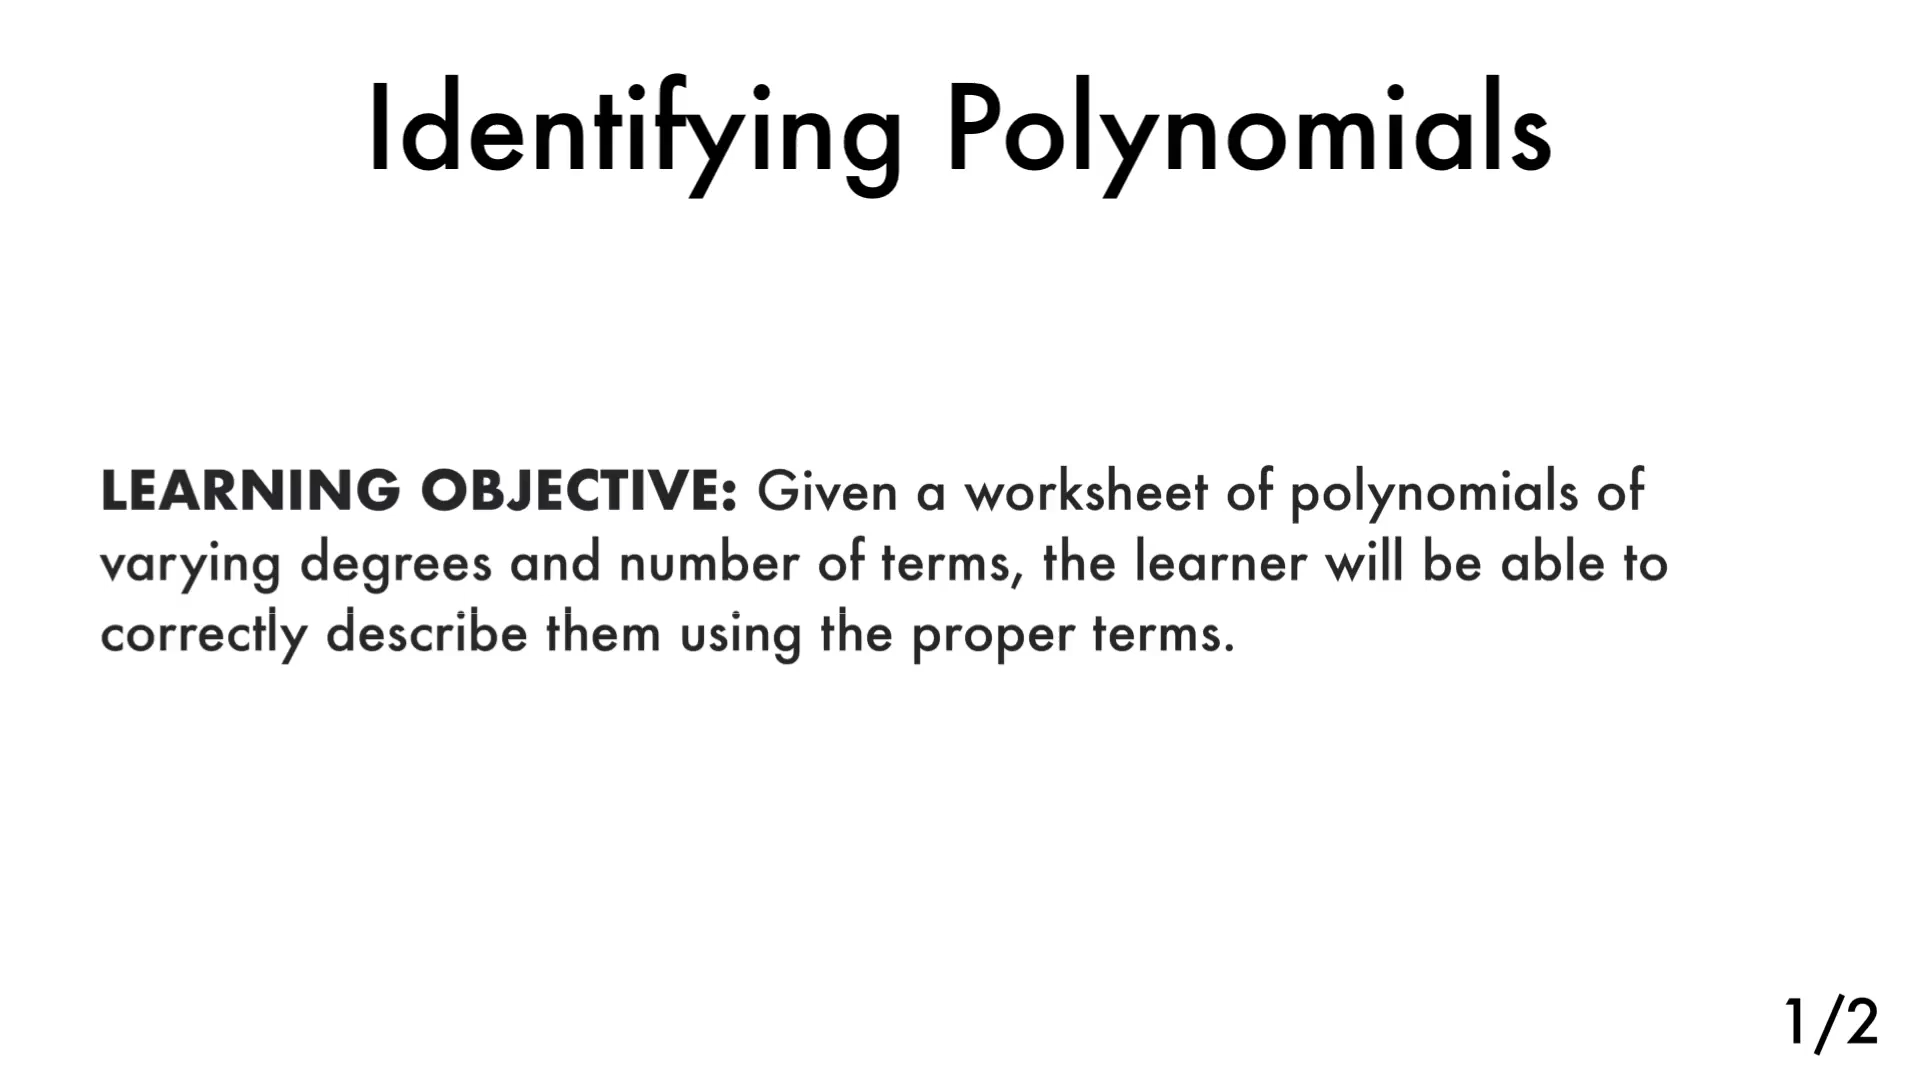 Identifying Polynomials
LEARNING OBJECTIVE: Given a worksheet of polynomials of
varying degrees and number of terms, the learner will be able to
correctly describe them using the proper terms.
1/2